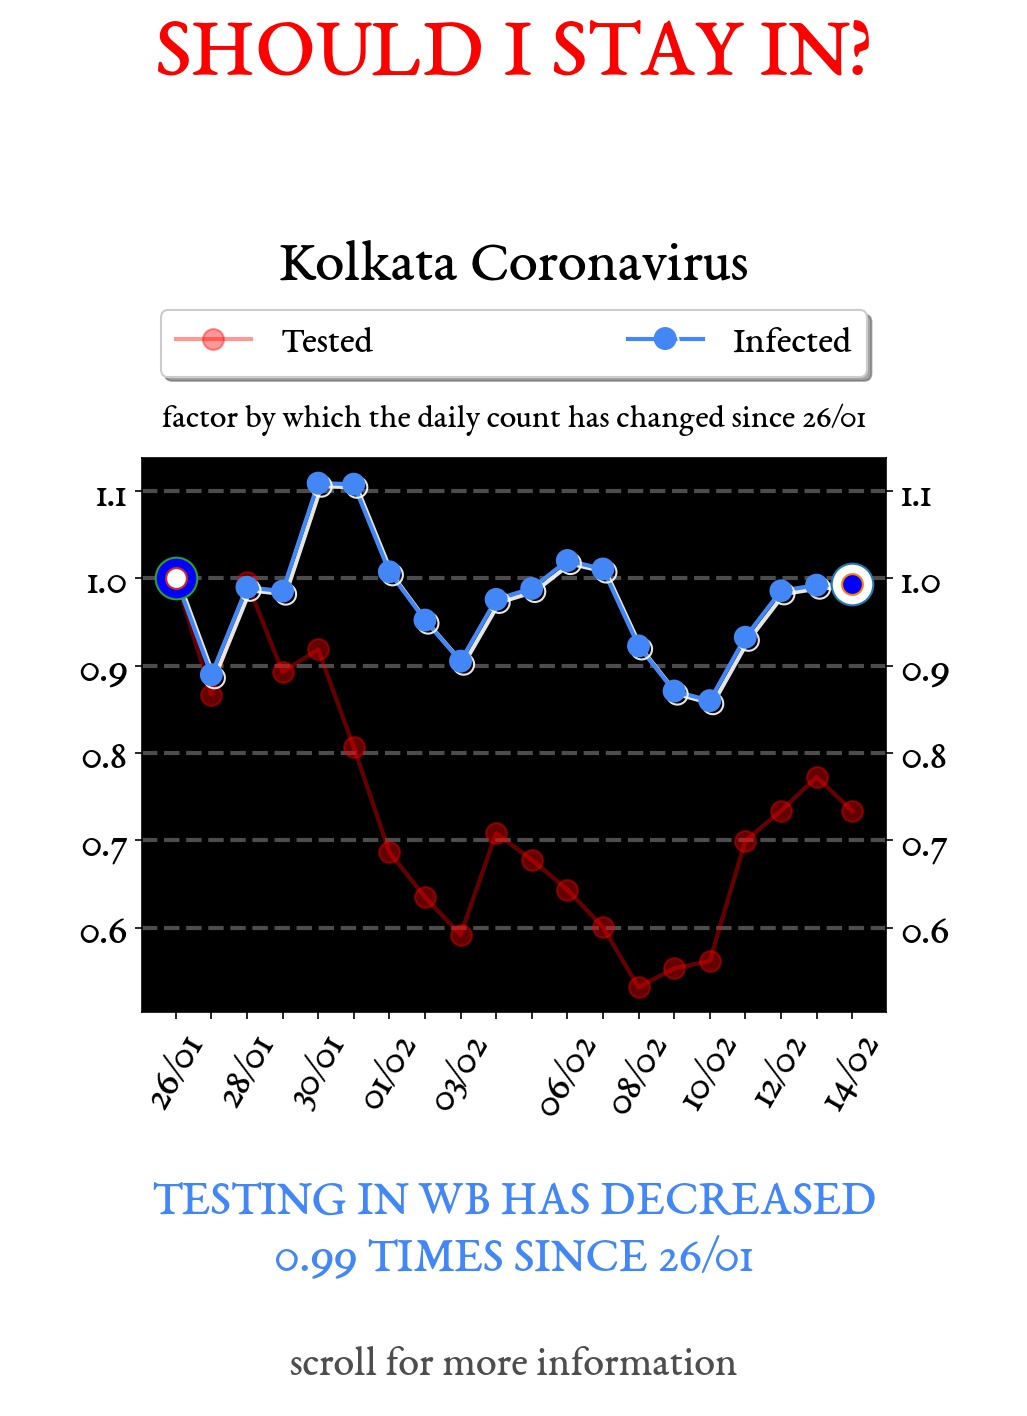 SHOULD I STAY IN?
Kolkata Coronavirus
Tested Infected
factor by which the daily count has changed since 26/01
1.1 1.1
1.0 1.0
0.9 0.9
0.8 0.8
0.7 0.7
0.6 0.6
26/01 28/01 30/01 01/02 03/02 06/02 08/02 10/02 12/02 14/02
TESTING IN WB HAS DECREASED
0.99 TIMES SINCE 26/01
scroll for more information